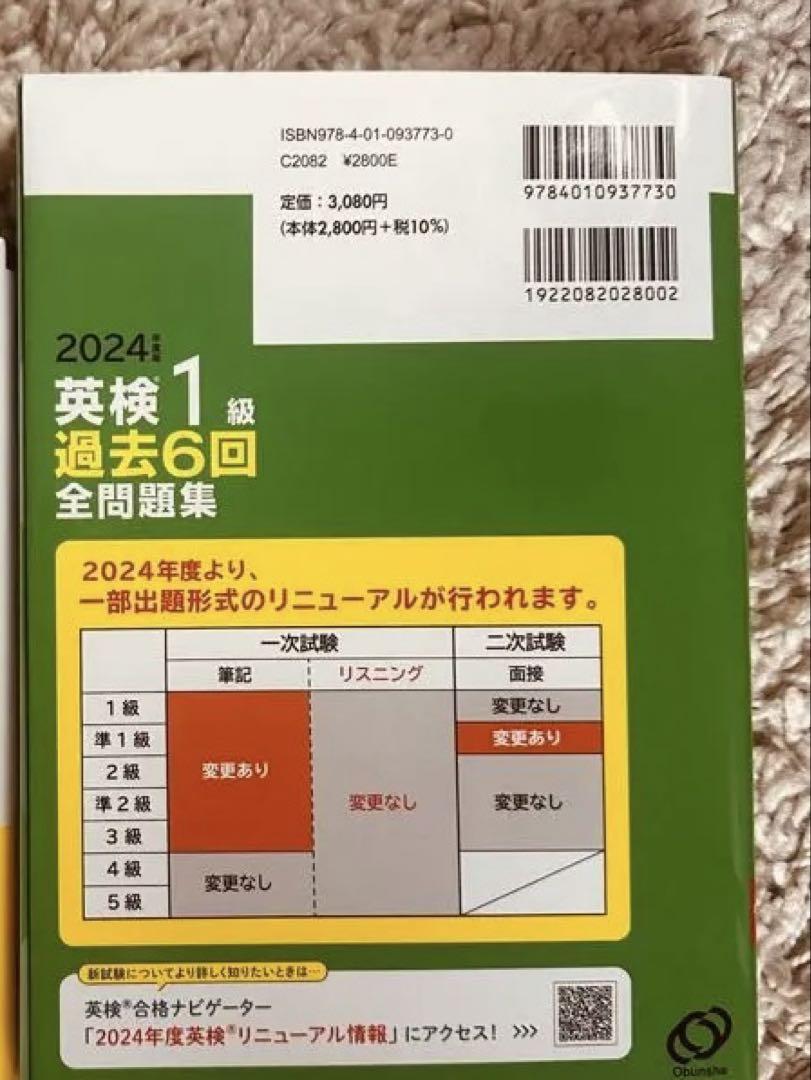 ISBN978-4-01-093773-0
C2082 ¥2800E
定価：3,080円
(本体2,800円＋税10%)
9784010937730
1922082028002
2024年度版
英検®1級
過去6回
全問題集
2024年度より、
一部出題形式のリニューアルが行われます。
一次試験 二次試験
筆記 リスニング 面接
1級 変更なし
準1級 変更あり
2級 変更あり
準2級 変更なし 変更なし
3級
4級 変更なし
5級
新試験についてより詳しく知りたいときは…
英検®合格ナビゲーター
「2024年度英検®リニューアル情報」にアクセス! >>>
Obunsha